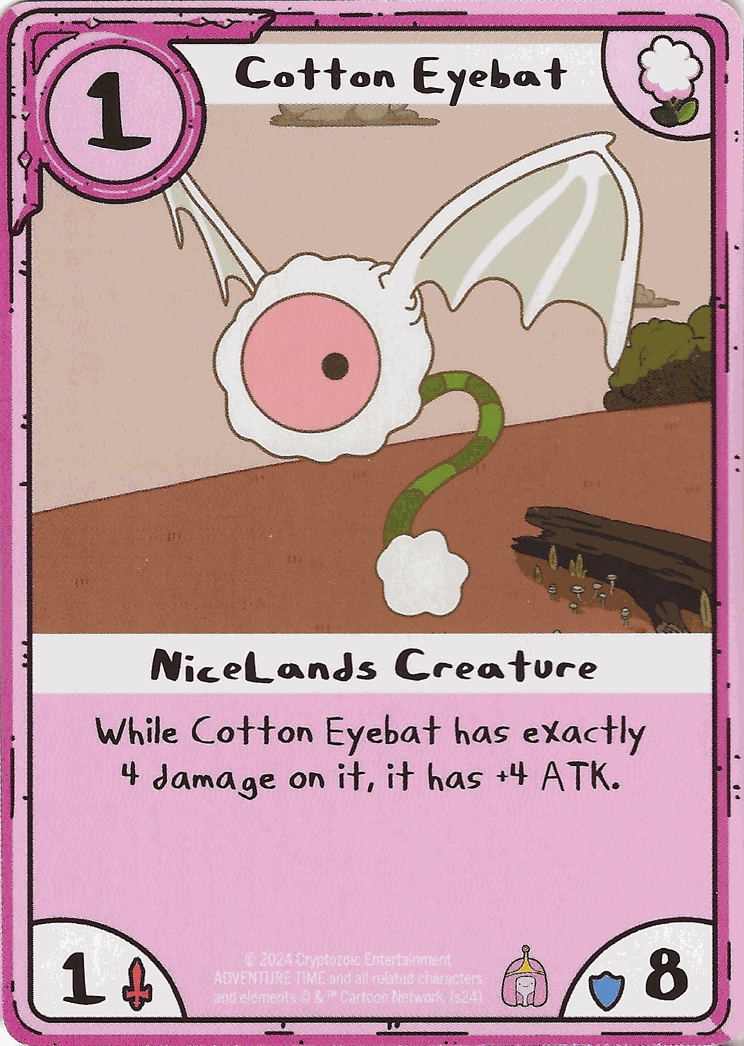 1
Cotton Eyebat
NiceLands Creature
While Cotton Eyebat has exactly
4 damage on it, it has +4 ATK.
1
© 2024 Cryptozoic Entertainment
ADVENTURE TIME and all related characters
and elements © & ™ Cartoon Network. (s24)
8